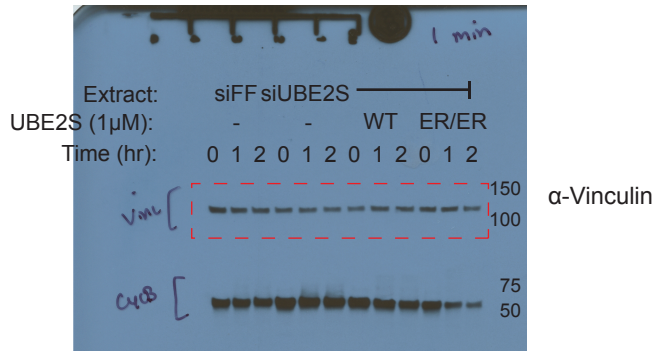 1 min
Extract: siFF siUBE2S
UBE2S (1µM): - - WT ER/ER
Time (hr): 0 1 2 0 1 2 0 1 2 0 1 2
Vinc 150
100 α-Vinculin
CycB 75
50